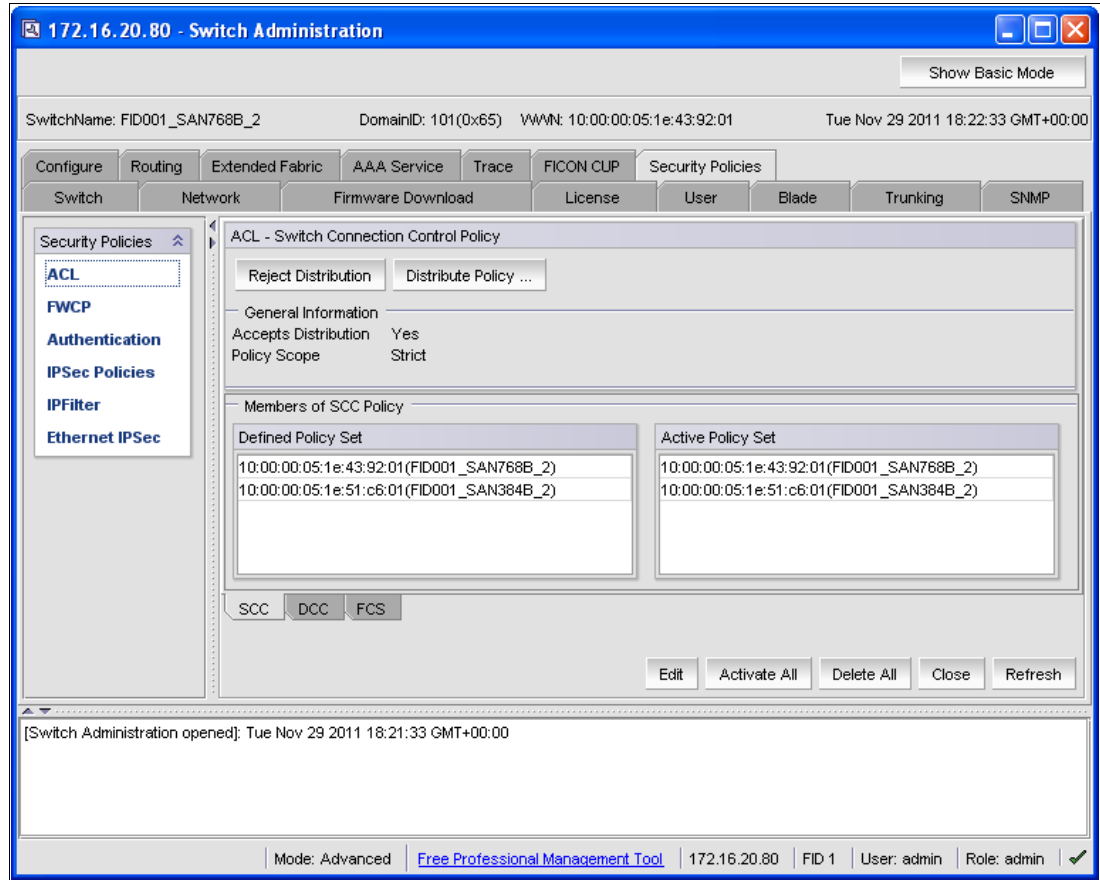 172.16.20.80 - Switch Administration
Show Basic Mode
SwitchName: FID001_SAN768B_2 DomainID: 101(0x65) WWN: 10:00:00:05:1e:43:92:01 Tue Nov 29 2011 18:22:33 GMT+00:00
Configure Routing Extended Fabric AAA Service Trace FICON CUP Security Policies
Switch Network Firmware Download License User Blade Trunking SNMP
Security Policies
ACL
FWCP
Authentication
IPSec Policies
IPFilter
Ethernet IPSec
ACL - Switch Connection Control Policy
Reject Distribution Distribute Policy ...
General Information
Accepts Distribution Yes
Policy Scope Strict
Members of SCC Policy
Defined Policy Set
10:00:00:05:1e:43:92:01(FID001_SAN768B_2)
10:00:00:05:1e:51:c6:01(FID001_SAN384B_2)
Active Policy Set
10:00:00:05:1e:43:92:01(FID001_SAN768B_2)
10:00:00:05:1e:51:c6:01(FID001_SAN384B_2)
SCC DCC FCS
Edit Activate All Delete All Close Refresh
[Switch Administration opened]: Tue Nov 29 2011 18:21:33 GMT+00:00
Mode: Advanced Free Professional Management Tool 172.16.20.80 FID 1 User: admin Role: admin